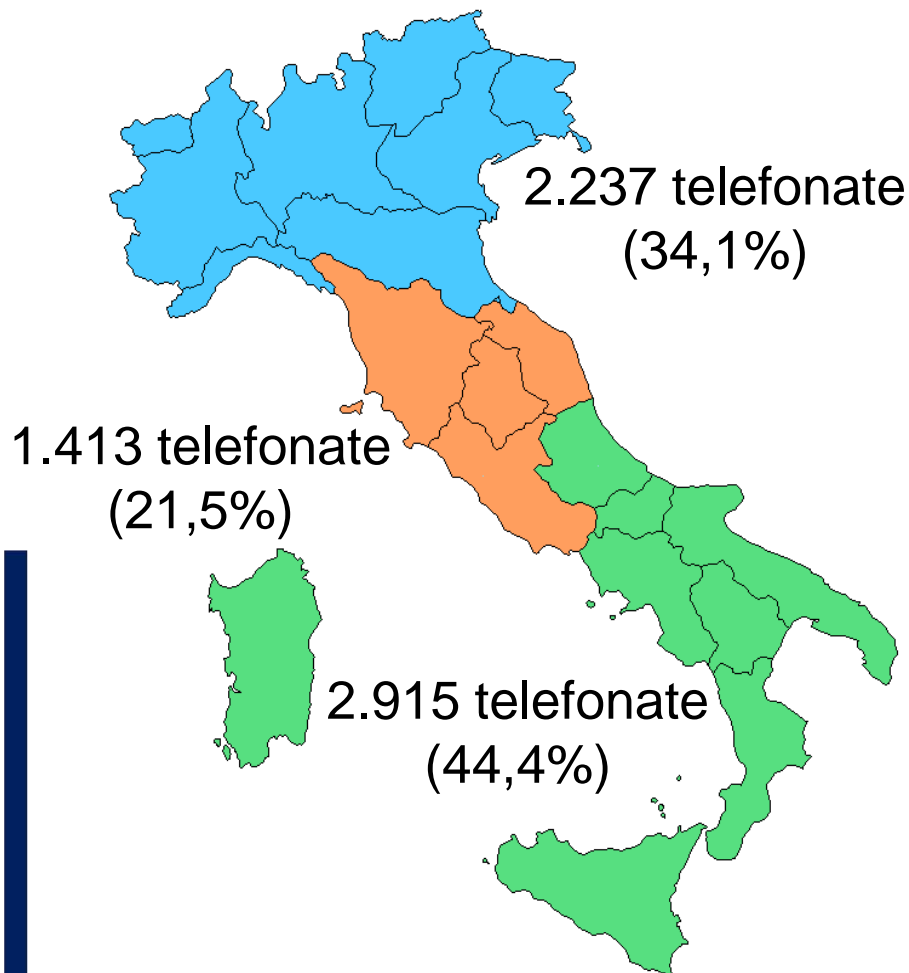 2.237 telefonate
(34,1%)
1.413 telefonate
(21,5%)
2.915 telefonate
(44,4%)